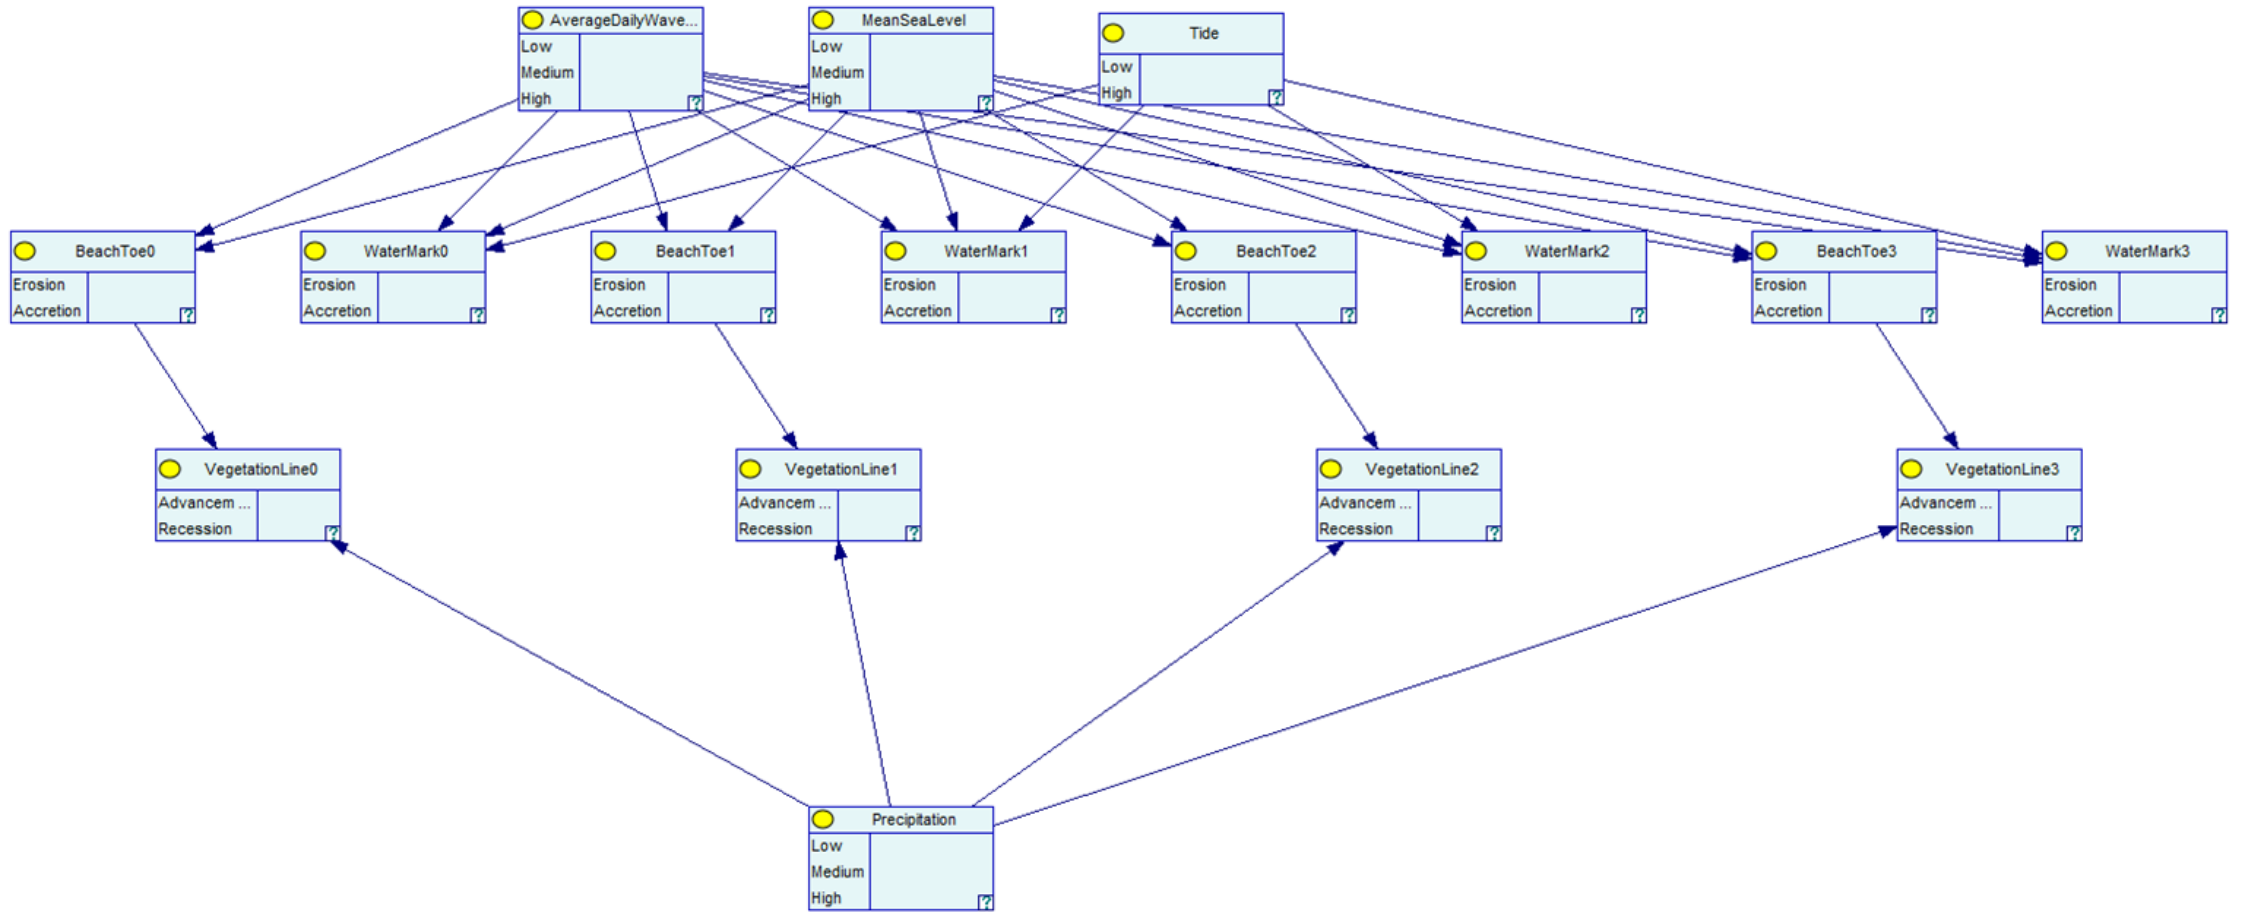 AverageDailyWave...
Low
Medium
High
?
MeanSeaLevel
Low
Medium
High
?
Tide
Low
High
?
BeachToe0
Erosion
Accretion
?
WaterMark0
Erosion
Accretion
?
BeachToe1
Erosion
Accretion
?
WaterMark1
Erosion
Accretion
?
BeachToe2
Erosion
Accretion
?
WaterMark2
Erosion
Accretion
?
BeachToe3
Erosion
Accretion
?
WaterMark3
Erosion
Accretion
?
VegetationLine0
Advancem ...
Recession
?
VegetationLine1
Advancem ...
Recession
?
VegetationLine2
Advancem ...
Recession
?
VegetationLine3
Advancem ...
Recession
?
Precipitation
Low
Medium
High
?